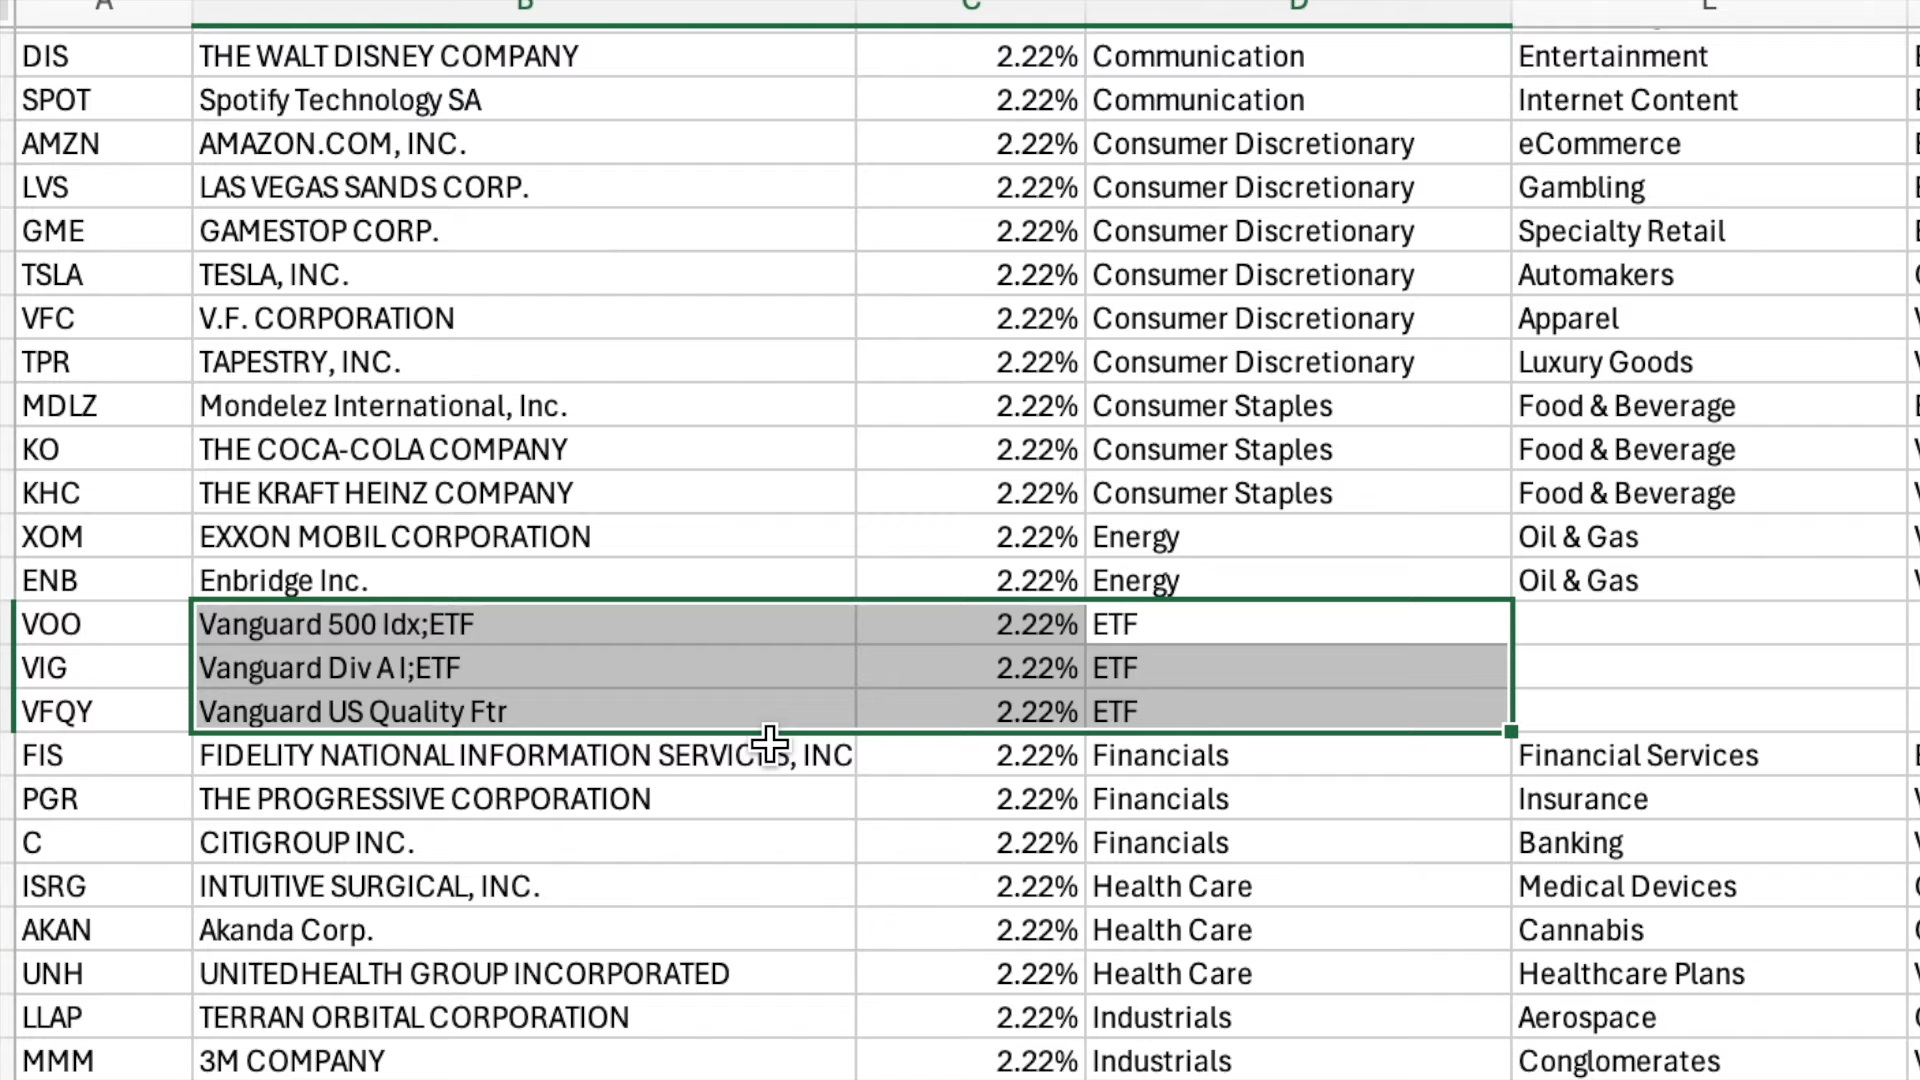 A B C D E
DIS THE WALT DISNEY COMPANY 2.22% Communication Entertainment
SPOT Spotify Technology SA 2.22% Communication Internet Content
AMZN AMAZON.COM, INC. 2.22% Consumer Discretionary eCommerce
LVS LAS VEGAS SANDS CORP. 2.22% Consumer Discretionary Gambling
GME GAMESTOP CORP. 2.22% Consumer Discretionary Specialty Retail
TSLA TESLA, INC. 2.22% Consumer Discretionary Automakers
VFC V.F. CORPORATION 2.22% Consumer Discretionary Apparel
TPR TAPESTRY, INC. 2.22% Consumer Discretionary Luxury Goods
MDLZ Mondelez International, Inc. 2.22% Consumer Staples Food & Beverage
KO THE COCA-COLA COMPANY 2.22% Consumer Staples Food & Beverage
KHC THE KRAFT HEINZ COMPANY 2.22% Consumer Staples Food & Beverage
XOM EXXON MOBIL CORPORATION 2.22% Energy Oil & Gas
ENB Enbridge Inc. 2.22% Energy Oil & Gas
VOO Vanguard 500 Idx;ETF 2.22% ETF
VIG Vanguard Div A I;ETF 2.22% ETF
VFQY Vanguard US Quality Ftr 2.22% ETF
FIS FIDELITY NATIONAL INFORMATION SERVICES, INC 2.22% Financials Financial Services
PGR THE PROGRESSIVE CORPORATION 2.22% Financials Insurance
C CITIGROUP INC. 2.22% Financials Banking
ISRG INTUITIVE SURGICAL, INC. 2.22% Health Care Medical Devices
AKAN Akanda Corp. 2.22% Health Care Cannabis
UNH UNITEDHEALTH GROUP INCORPORATED 2.22% Health Care Healthcare Plans
LLAP TERRAN ORBITAL CORPORATION 2.22% Industrials Aerospace
MMM 3M COMPANY 2.22% Industrials Conglomerates